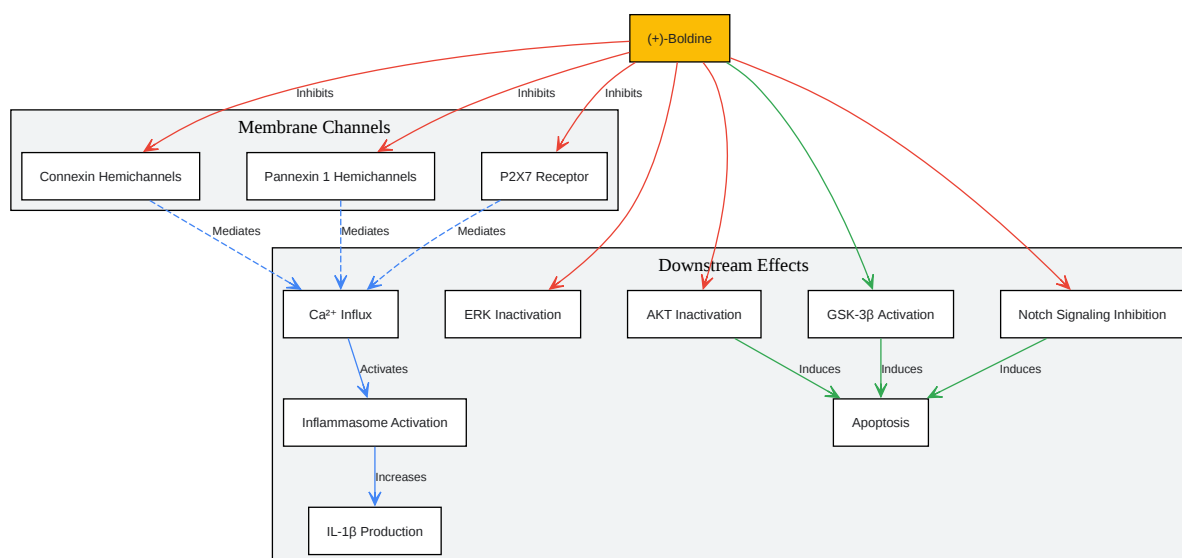 (+)-Boldine
Inhibits
Inhibits
Inhibits
Membrane Channels
Connexin Hemichannels
Pannexin 1 Hemichannels
P2X7 Receptor
Mediates
Mediates
Mediates
Downstream Effects
Ca²⁺ Influx
ERK Inactivation
AKT Inactivation
GSK-3β Activation
Notch Signaling Inhibition
Activates
Induces
Induces
Induces
Inflammasome Activation
Apoptosis
Increases
IL-1β Production